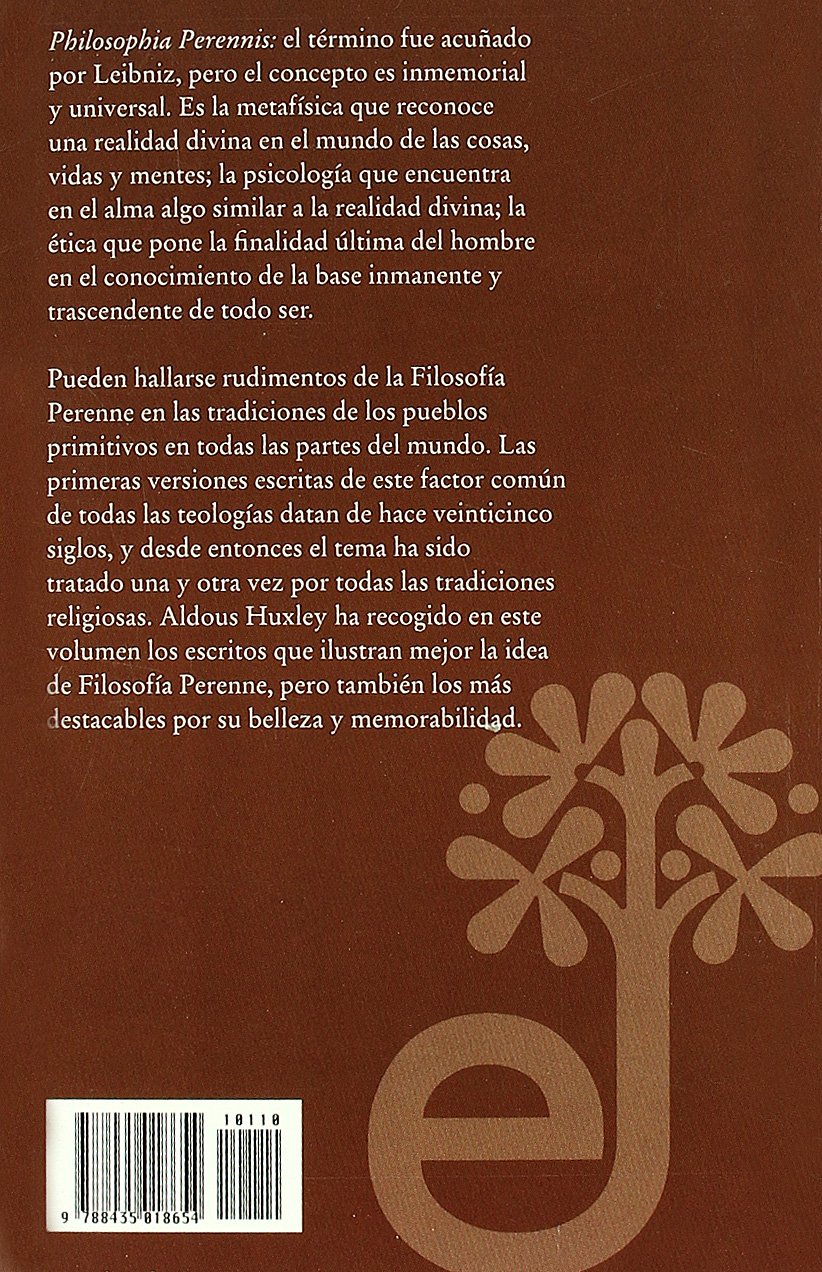 Philosophia Perennis: el término fue acuñado
por Leibniz, pero el concepto es inmemorial
y universal. Es la metafísica que reconoce
una realidad divina en el mundo de las cosas,
vidas y mentes; la psicología que encuentra
en el alma algo similar a la realidad divina; la
ética que pone la finalidad última del hombre
en el conocimiento de la base inmanente y
trascendente de todo ser.
Pueden hallarse rudimentos de la Filosofía
Perenne en las tradiciones de los pueblos
primitivos en todas las partes del mundo. Las
primeras versiones escritas de este factor común
de todas las teologías datan de hace veinticinco
siglos, y desde entonces el tema ha sido
tratado una y otra vez por todas las tradiciones
religiosas. Aldous Huxley ha recogido en este
volumen los escritos que ilustran mejor la idea
de Filosofía Perenne, pero también los más
destacables por su belleza y memorabilidad.
ej
10110
9 788435 018654